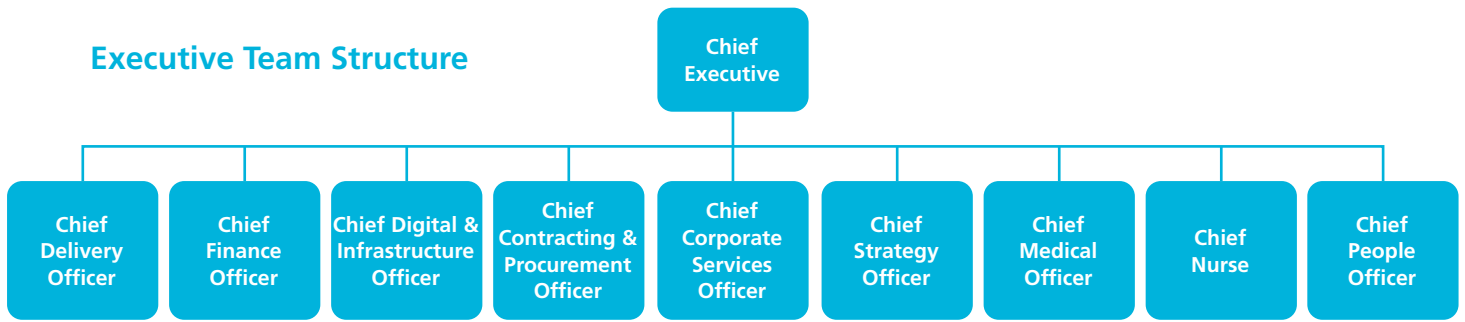 Executive Team Structure
Chief
Executive
Chief
Delivery
Officer
Chief
Finance
Officer
Chief Digital &
Infrastructure
Officer
Chief
Contracting &
Procurement
Officer
Chief
Corporate
Services
Officer
Chief
Strategy
Officer
Chief
Medical
Officer
Chief
Nurse
Chief
People
Officer